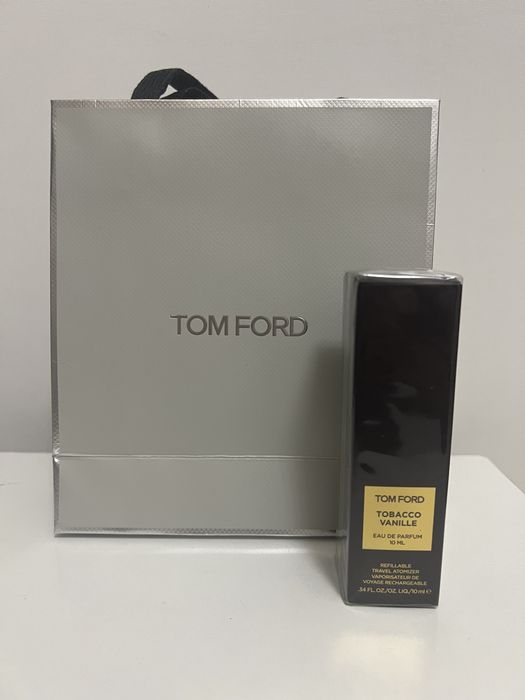 TOM FORD
TOM FORD
TOBACCO
VANILLE
EAU DE PARFUM
10 ML
REFILLABLE
TRAVEL ATOMIZER
VAPORISATEUR DE
VOYAGE RECHARGEABLE
.34 FL.OZ./OZ. LIQ./10 ml ℮